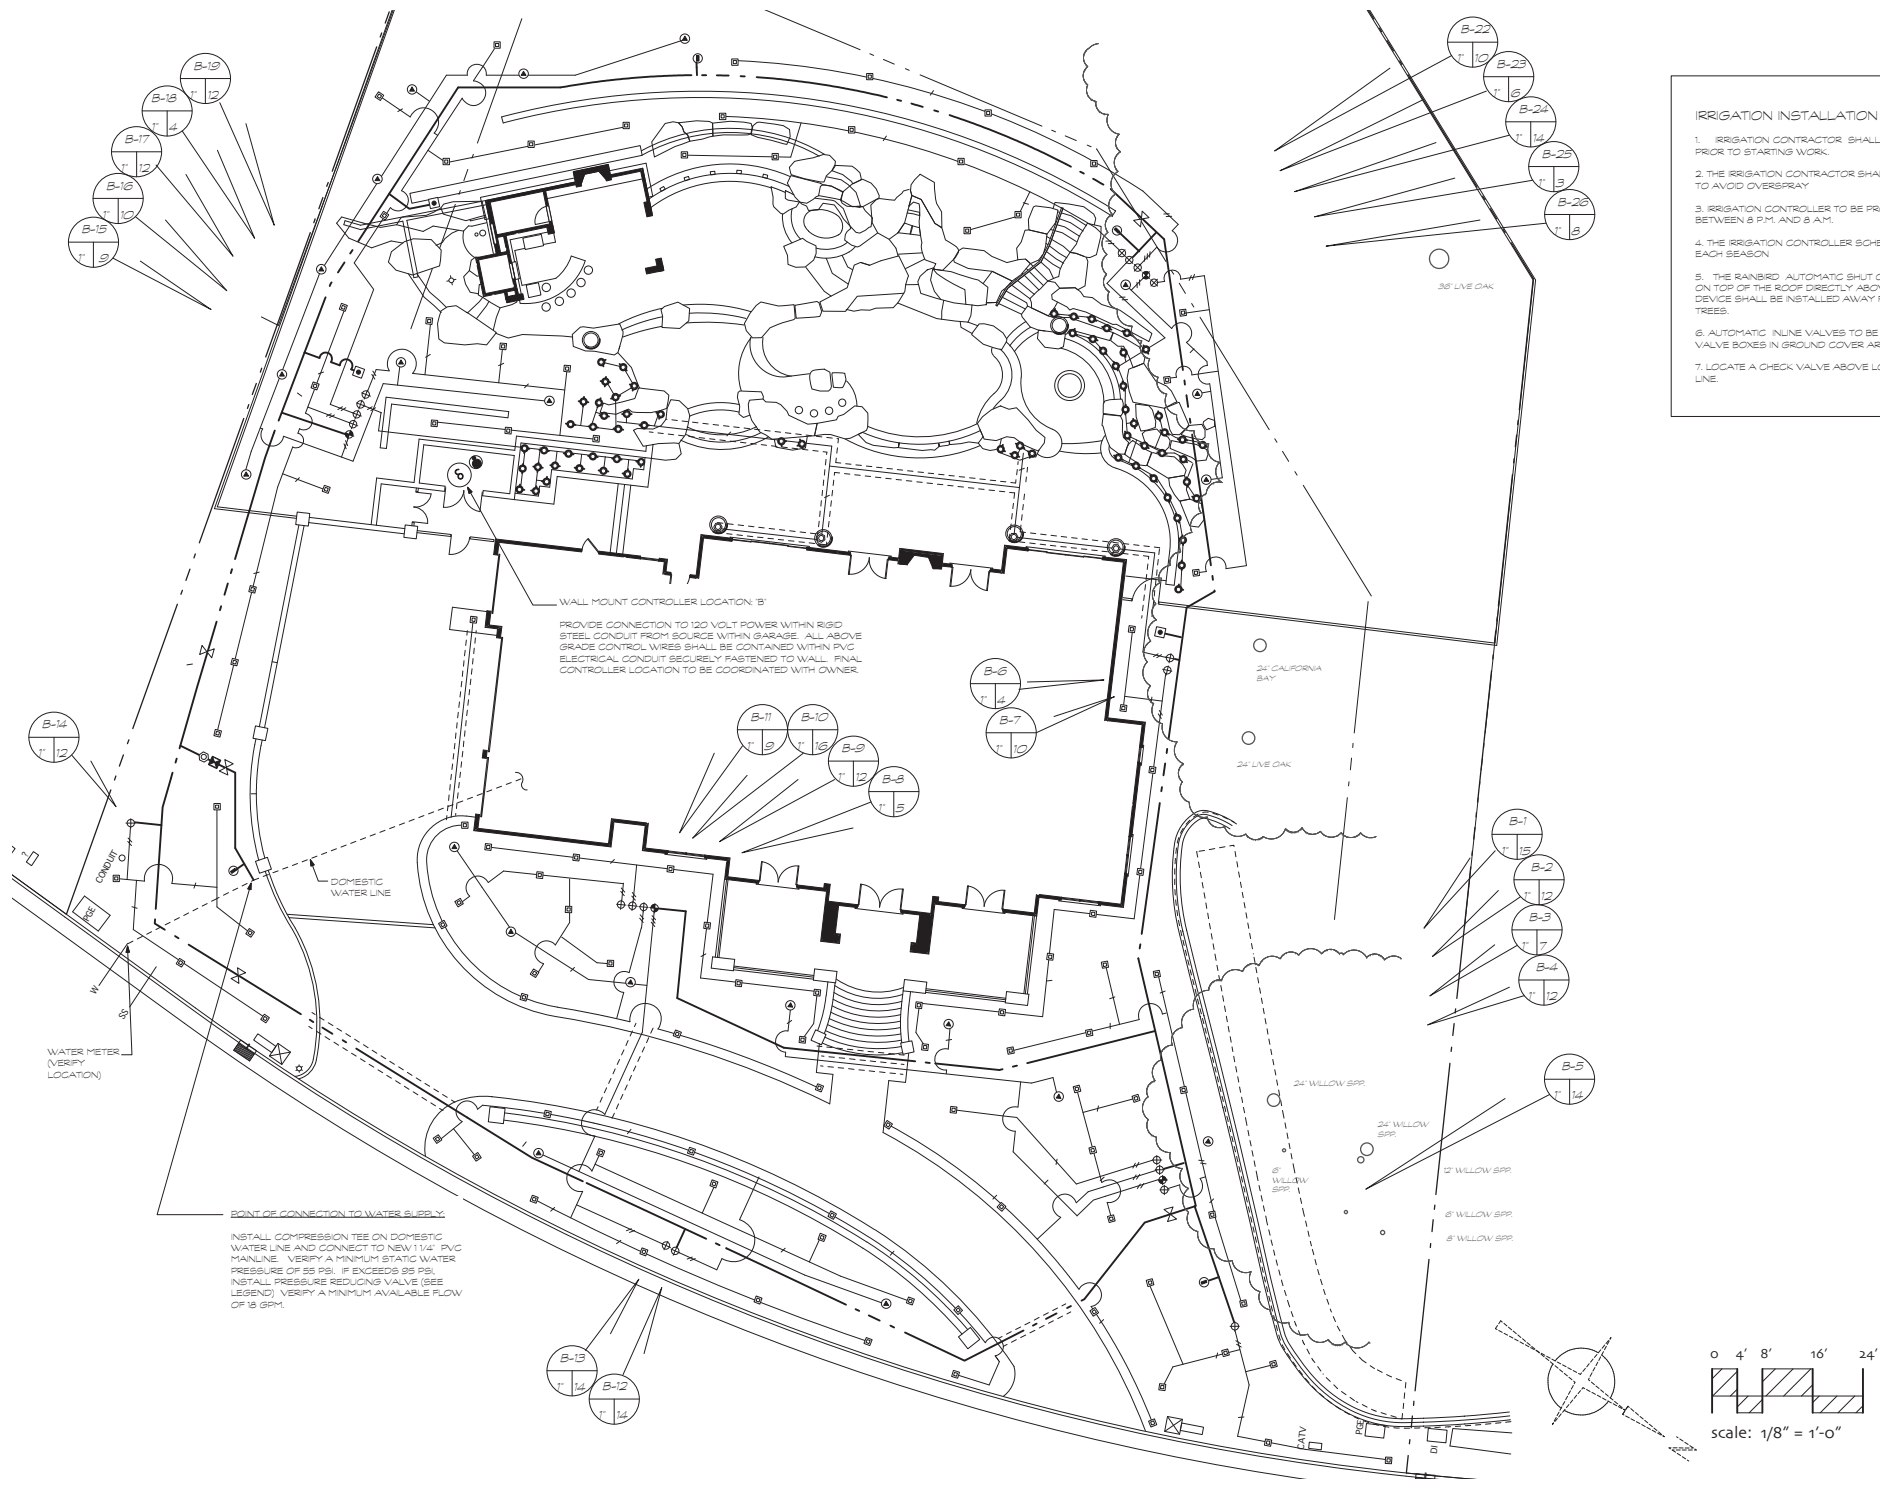 B-19
1" 12
B-18
1" 4
B-17
1" 12
B-16
1" 10
B-15
1" 9
B-22
1" 10
B-23
1" 6
B-24
1" 14
B-25
1" 3
B-26
1" 8
IRRIGATION INSTALLATION
1. IRRIGATION CONTRACTOR SHALL
PRIOR TO STARTING WORK.
2. THE IRRIGATION CONTRACTOR SHA
TO AVOID OVERSPRAY
3. IRRIGATION CONTROLLER TO BE PR
BETWEEN 8 P.M. AND 8 A.M.
4. THE IRRIGATION CONTROLLER SCHE
EACH SEASON
5. THE RAINBIRD AUTOMATIC SHUT O
ON TOP OF THE ROOF DIRECTLY ABOV
DEVICE SHALL BE INSTALLED AWAY F
TREES.
6. AUTOMATIC INLINE VALVES TO BE
VALVE BOXES IN GROUND COVER AR
7. LOCATE A CHECK VALVE ABOVE LO
LINE.
36" LIVE OAK
WALL MOUNT CONTROLLER LOCATION: "B"
PROVIDE CONNECTION TO 120 VOLT POWER WITHIN RIGID
STEEL CONDUIT FROM SOURCE WITHIN GARAGE. ALL ABOVE
GRADE CONTROL WIRES SHALL BE CONTAINED WITHIN PVC
ELECTRICAL CONDUIT SECURELY FASTENED TO WALL. FINAL
CONTROLLER LOCATION TO BE COORDINATED WITH OWNER.
24" CALIFORNIA
BAY
24" LIVE OAK
B-6
1" 4
B-7
1" 10
B-11
1" 9
B-10
1" 16
B-9
1" 12
B-8
1" 5
B-14
1" 12
B-1
1" 15
B-2
1" 12
B-3
1" 7
B-4
1" 12
B-5
1" 14
CONDUIT
PGE
DOMESTIC
WATER LINE
W
SS
WATER METER
(VERIFY
LOCATION)
24" WILLOW SPP.
24" WILLOW
SPP.
12" WILLOW SPP.
6"
WILLOW
SPP.
6" WILLOW SPP.
8" WILLOW SPP.
POINT OF CONNECTION TO WATER SUPPLY:
INSTALL COMPRESSION TEE ON DOMESTIC
WATER LINE AND CONNECT TO NEW 1 1/4" PVC
MAINLINE. VERIFY A MINIMUM STATIC WATER
PRESSURE OF 55 PSI. IF EXCEEDS 95 PSI,
INSTALL PRESSURE REDUCING VALVE (SEE
LEGEND) VERIFY A MINIMUM AVAILABLE FLOW
OF 18 GPM.
B-13
1" 14
B-12
1" 14
CATV
PGE
DI
0 4' 8' 16' 24'
scale: 1/8" = 1'-0"